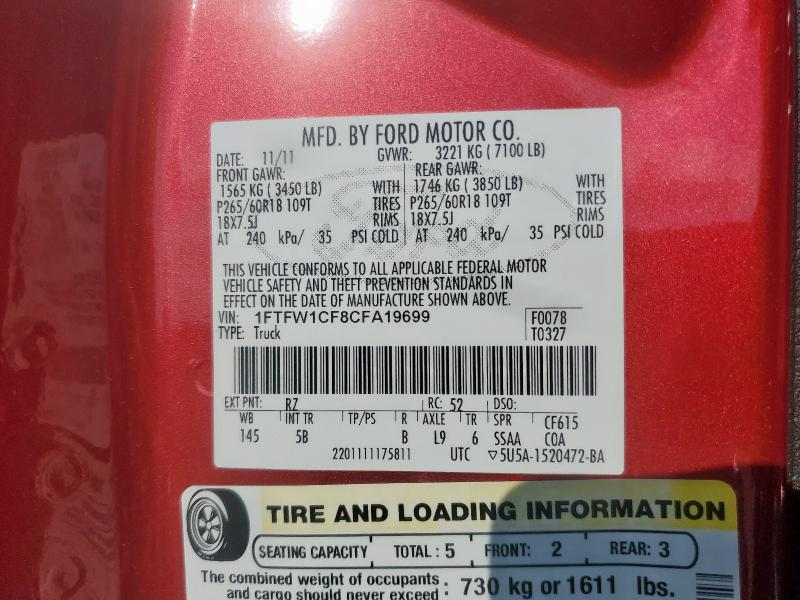 MFD. BY FORD MOTOR CO.
DATE: 11/11 GVWR: 3221 KG ( 7100 LB)
FRONT GAWR: REAR GAWR:
1565 KG ( 3450 LB) WITH 1746 KG ( 3850 LB) WITH
P265/60R18 109T TIRES P265/60R18 109T TIRES
18X7.5J RIMS 18X7.5J RIMS
AT 240 kPa/ 35 PSI COLD AT 240 kPa/ 35 PSI COLD
THIS VEHICLE CONFORMS TO ALL APPLICABLE FEDERAL MOTOR
VEHICLE SAFETY AND THEFT PREVENTION STANDARDS IN
EFFECT ON THE DATE OF MANUFACTURE SHOWN ABOVE.
VIN: 1FTFW1CF8CFA19699 F0078
TYPE: Truck T0327
EXT PNT: RZ RC: 52 DSO:
WB INT TR TP/PS R AXLE TR SPR CF615
145 5B B L9 6 SSAA COA
2201111175811 UTC ▽5U5A-1520472-BA
TIRE AND LOADING INFORMATION
SEATING CAPACITY TOTAL : 5 FRONT: 2 REAR: 3
The combined weight of occupants
and cargo should never exceed : 730 kg or 1611 lbs.